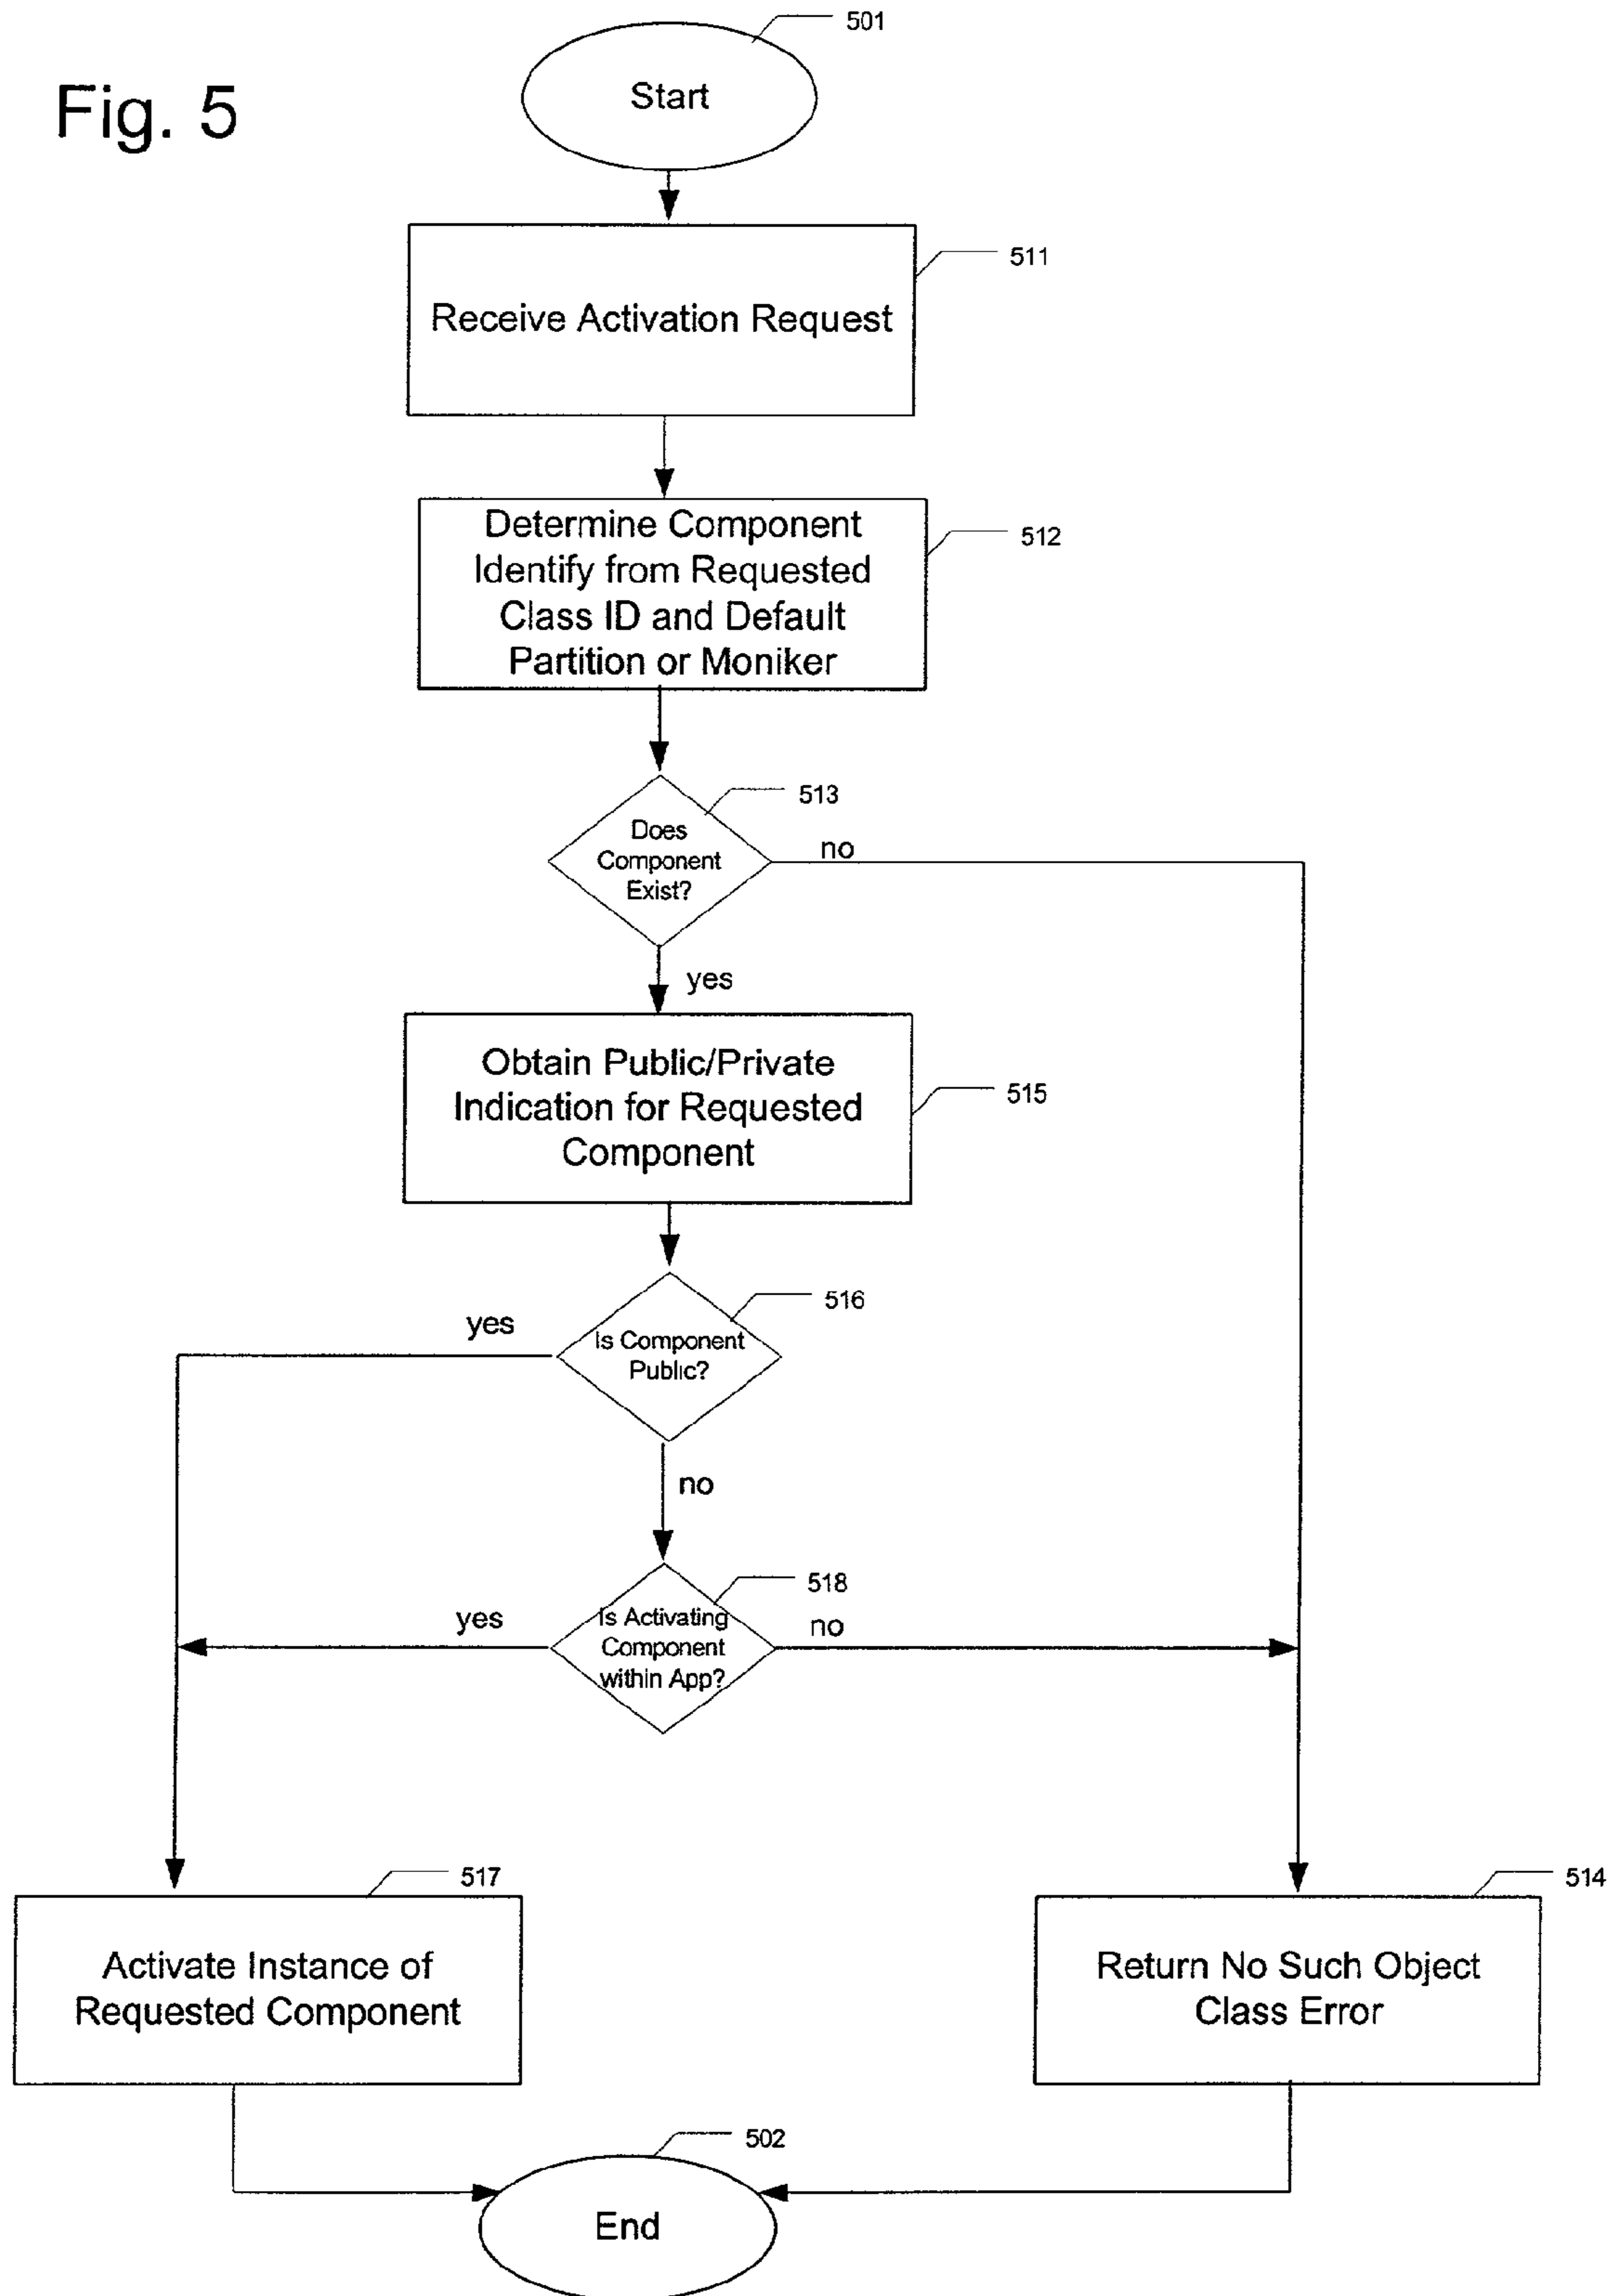 Fig. 5
501
Start
511
Receive Activation Request
512
Determine Component
Identify from Requested
Class ID and Default
Partition or Moniker
513
Does
Component
Exist?
no
yes
Obtain Public/Private
Indication for Requested
Component
515
516
yes
Is Component
Public?
no
518
yes
Is Activating
Component
within App?
no
517
Activate Instance of
Requested Component
514
Return No Such Object
Class Error
502
End